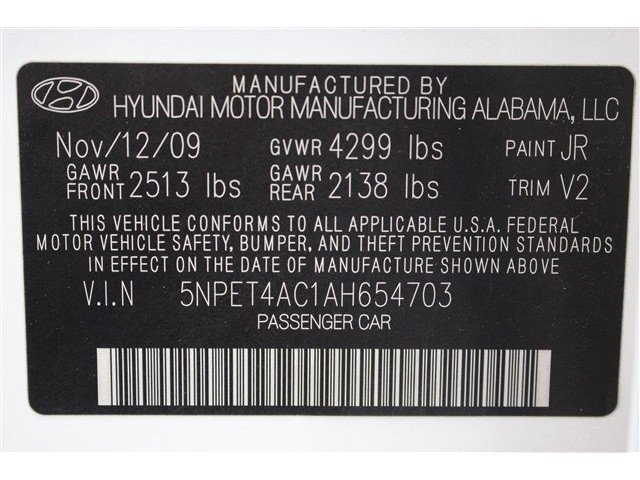 MANUFACTURED BY
HYUNDAI MOTOR MANUFACTURING ALABAMA, LLC
Nov/12/09 GVWR 4299 lbs PAINT JR
GAWR FRONT 2513 lbs GAWR REAR 2138 lbs TRIM V2
THIS VEHICLE CONFORMS TO ALL APPLICABLE U.S.A. FEDERAL
MOTOR VEHICLE SAFETY, BUMPER, AND THEFT PREVENTION STANDARDS
IN EFFECT ON THE DATE OF MANUFACTURE SHOWN ABOVE.
V.I.N 5NPET4AC1AH654703
PASSENGER CAR